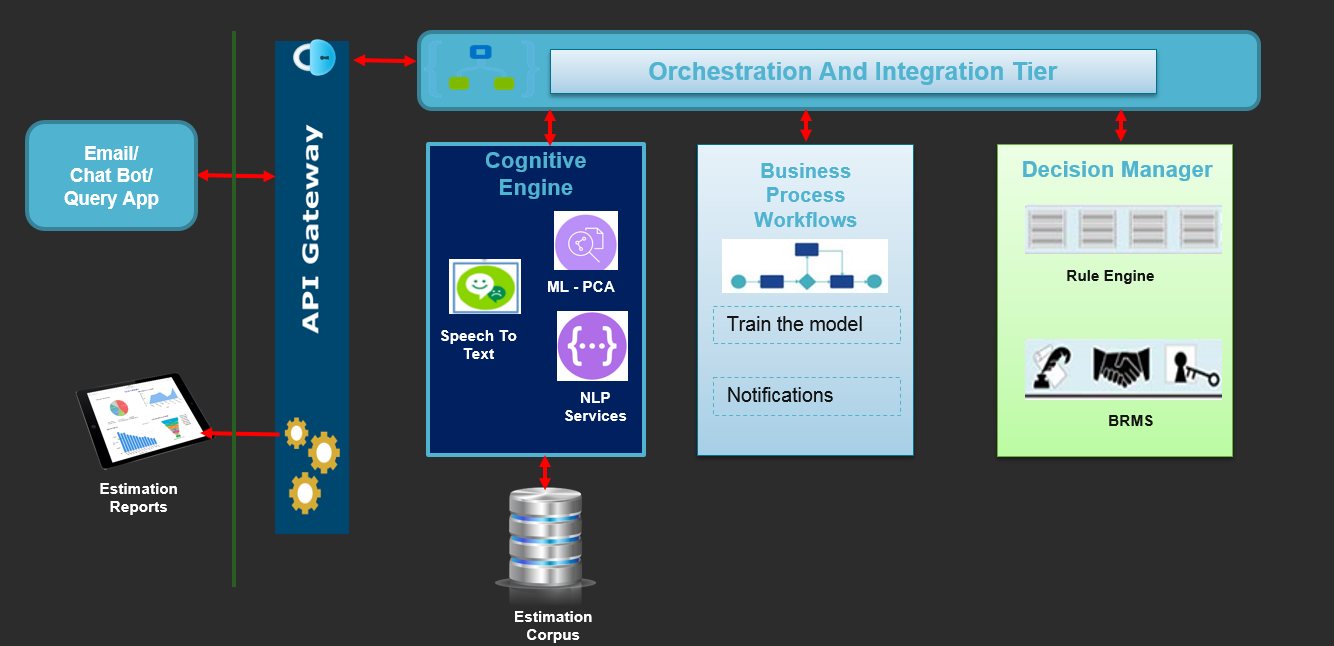 Orchestration And Integration Tier
Email/
Chat Bot/
Query App
API Gateway
Cognitive
Engine
ML - PCA
Speech To
Text
NLP
Services
Business
Process
Workflows
Train the model
Notifications
Decision Manager
Rule Engine
BRMS
Estimation
Reports
Estimation
Corpus